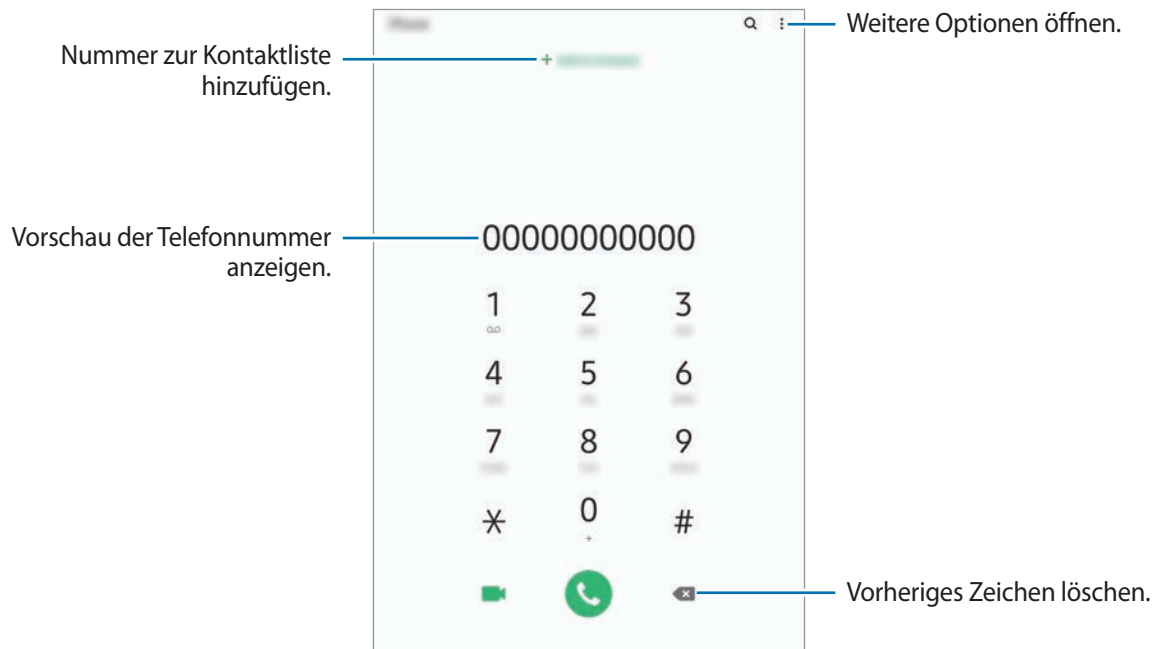 Weitere Optionen öffnen.
Nummer zur Kontaktliste
hinzufügen.
+
Vorschau der Telefonnummer
anzeigen.
00000000000
1 2 3
4 5 6
7 8 9
* 0 #
+
Vorheriges Zeichen löschen.